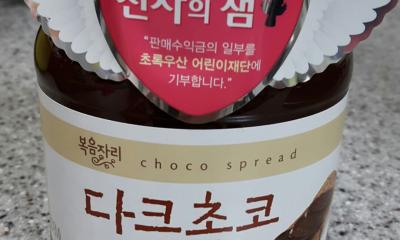 천사의 잼
"판매수익금의 일부를
초록우산 어린이재단에
기부합니다."
복음자리
choco spread
다크초코